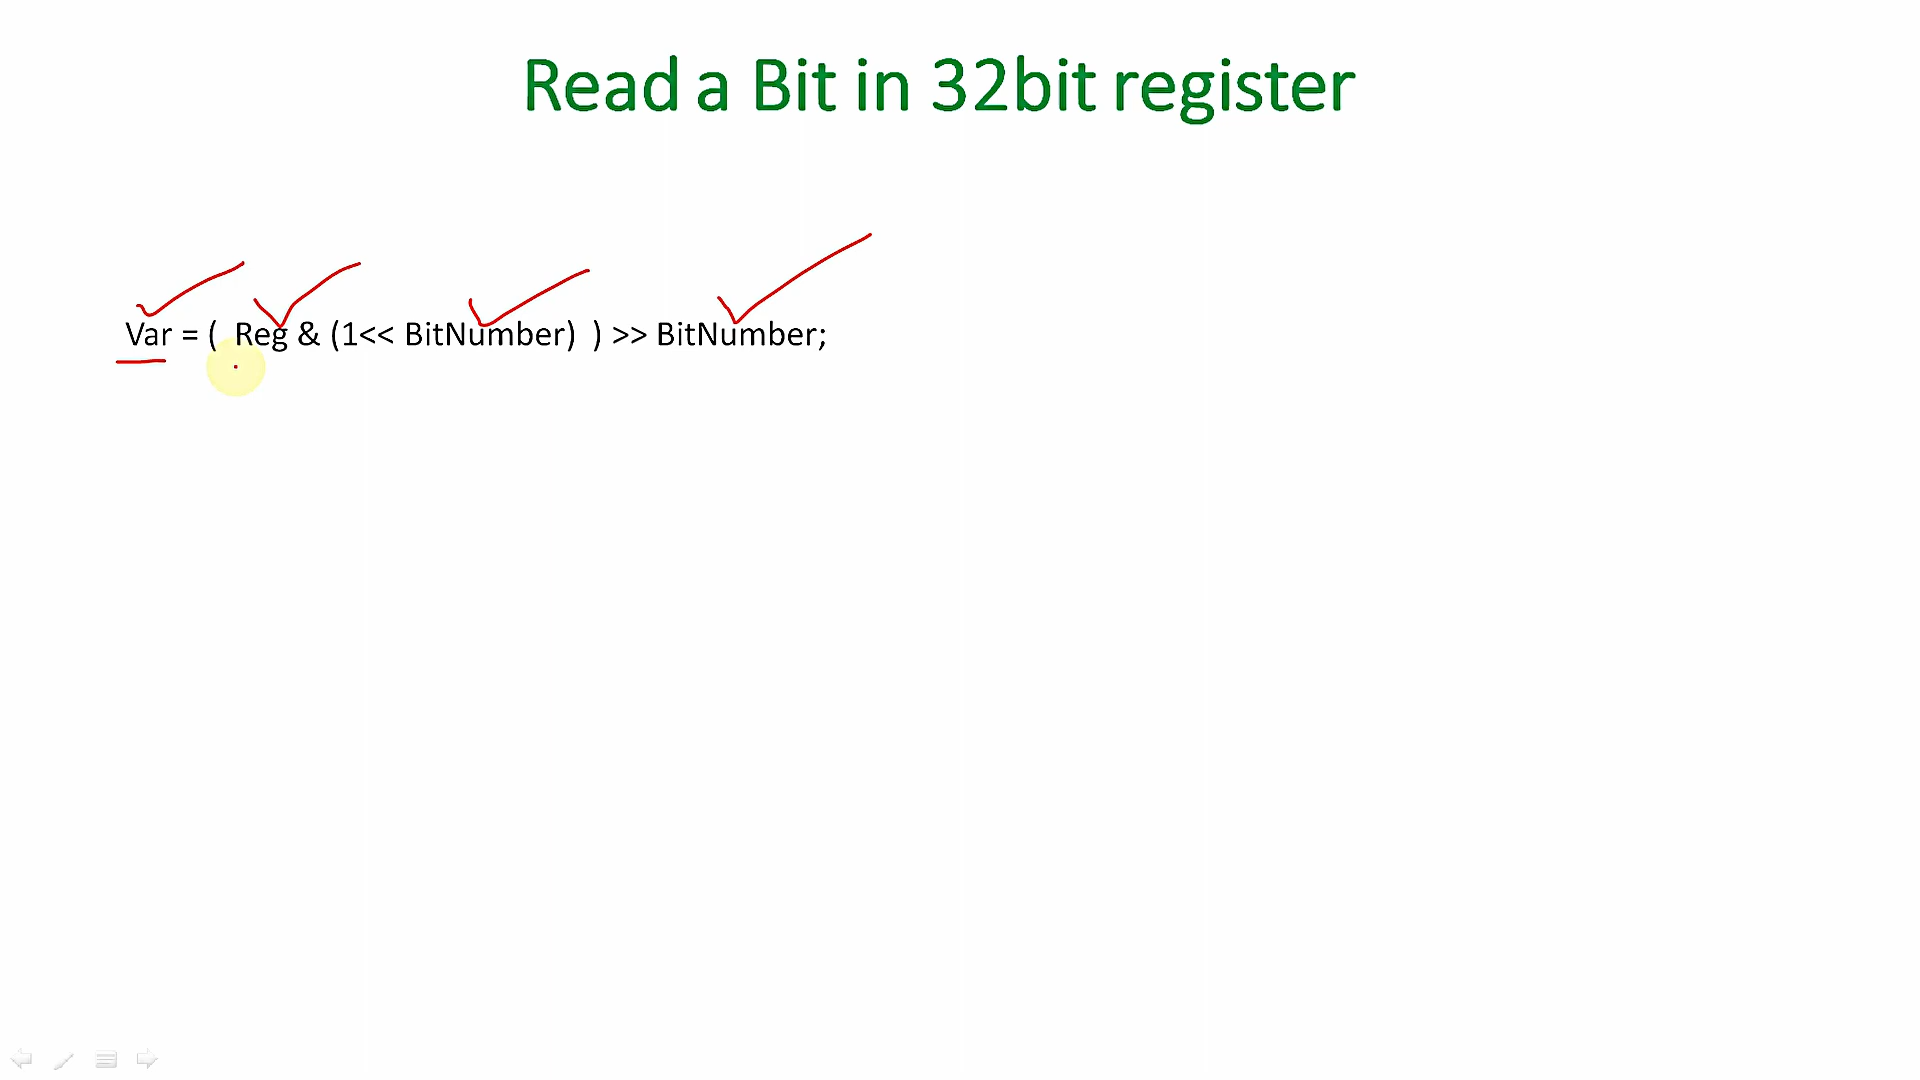 Read a Bit in 32bit register
Var = ( Reg & (1<< BitNumber) ) >> BitNumber;